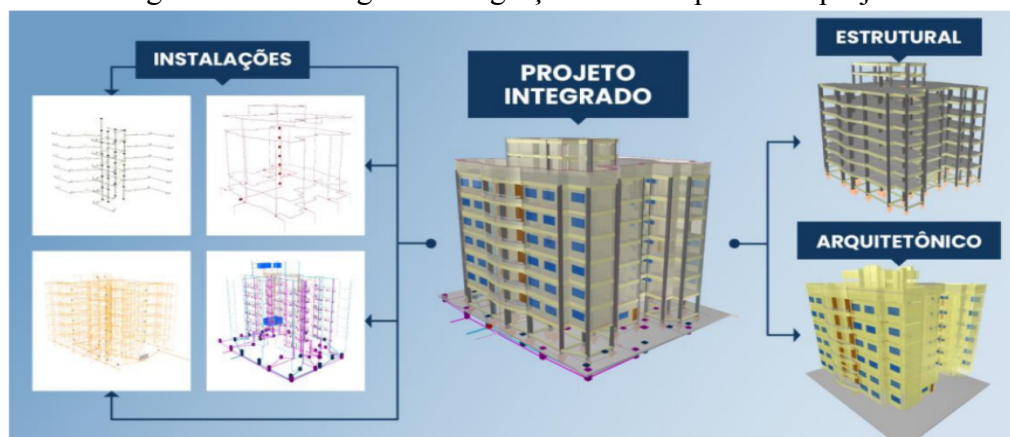 INSTALAÇÕES
PROJETO
INTEGRADO
ESTRUTURAL
ARQUITETÔNICO